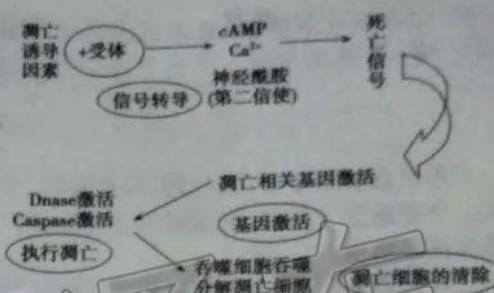 凋亡
诱导
因素
+受体
cAMP
Ca²⁺
神经酰胺
(第二信使)
信号转导
死亡信号
凋亡相关基因激活
Dnase激活
Caspase激活
基因激活
执行凋亡
吞噬细胞吞噬
分解凋亡细胞
凋亡细胞的清除